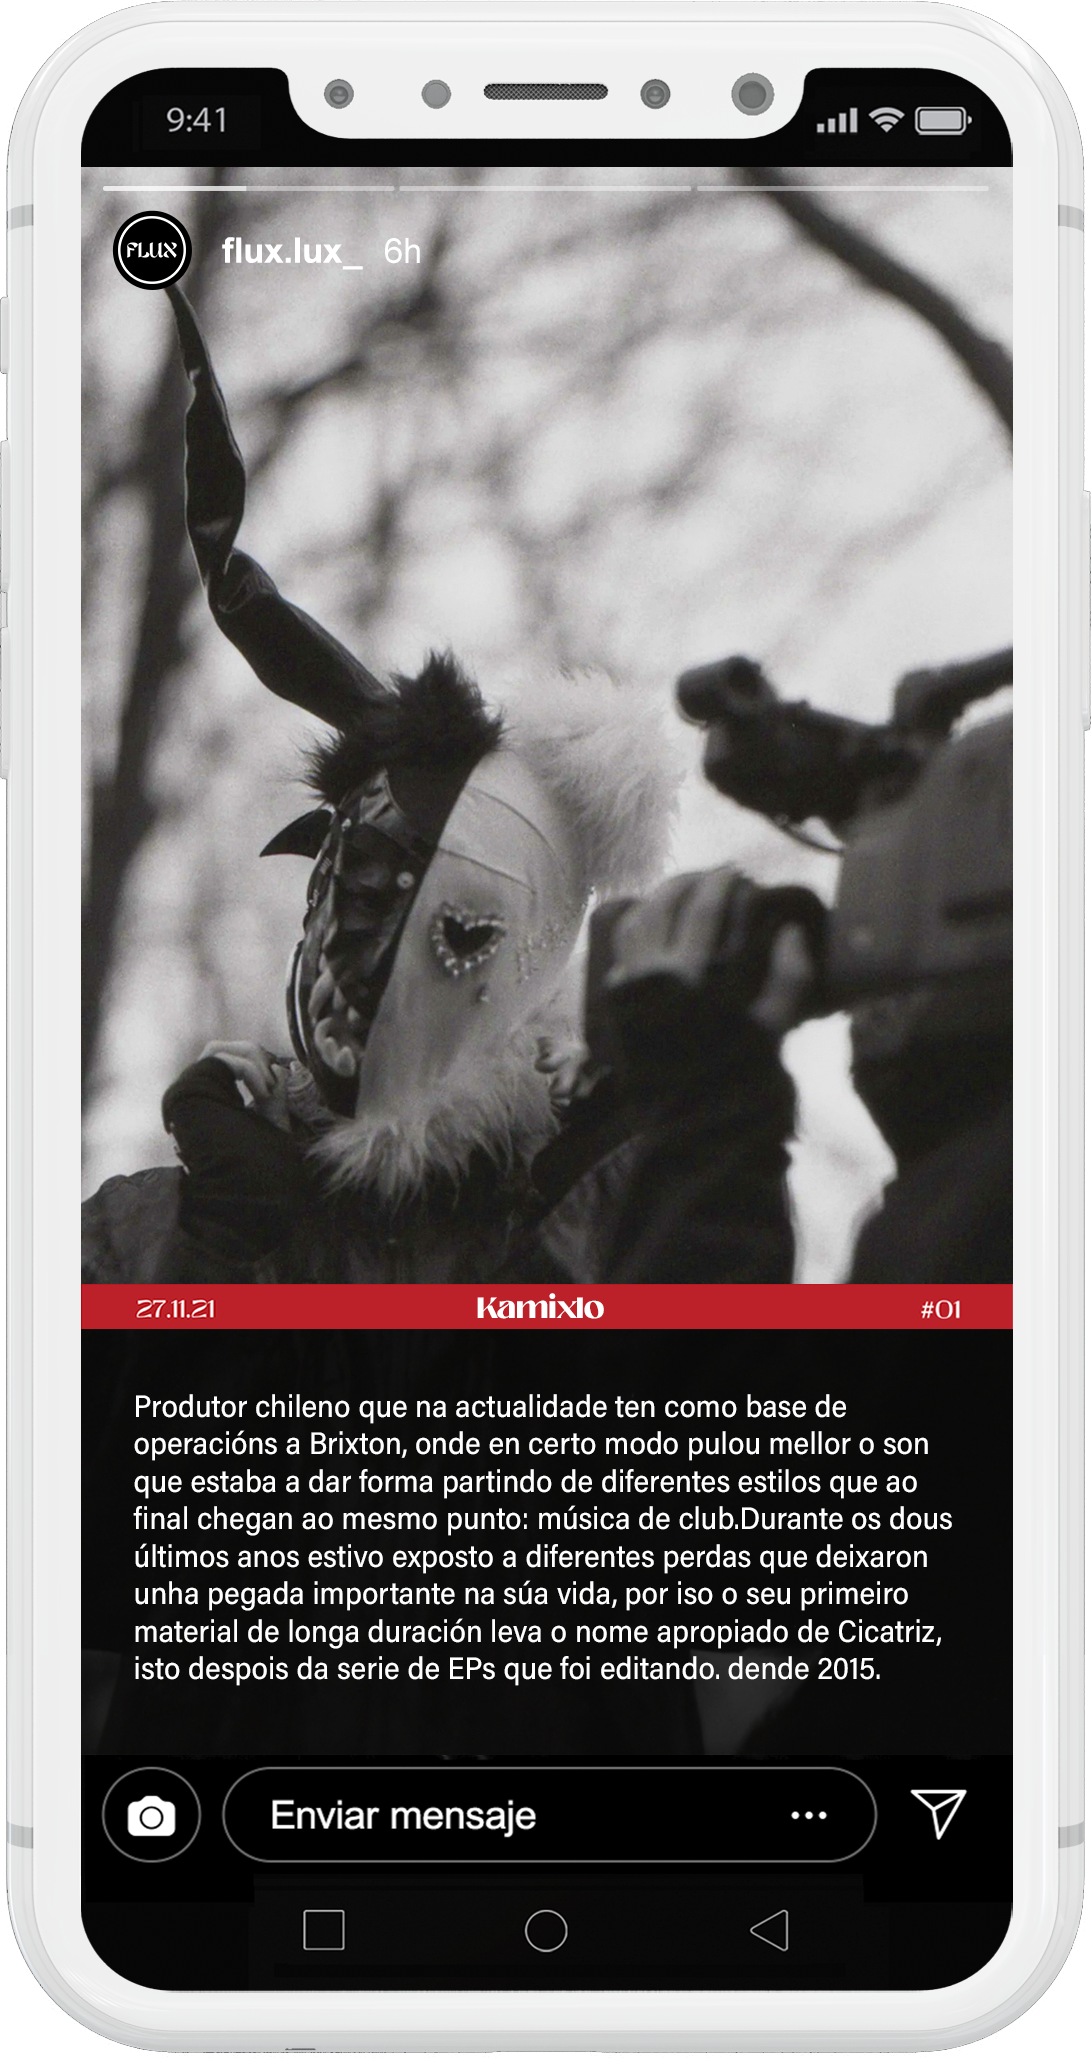 9:41
FLUX
flux.lux_ 6h
27.11.21
Kamixlo
#01
Produtor chileno que na actualidade ten como base de
operacións a Brixton, onde en certo modo pulou mellor o son
que estaba a dar forma partindo de diferentes estilos que ao
final chegan ao mesmo punto: música de club.Durante os dous
últimos anos estivo exposto a diferentes perdas que deixaron
unha pegada importante na súa vida, por iso o seu primeiro
material de longa duración leva o nome apropiado de Cicatriz,
isto despois da serie de EPs que foi editando. dende 2015.
Enviar mensaje